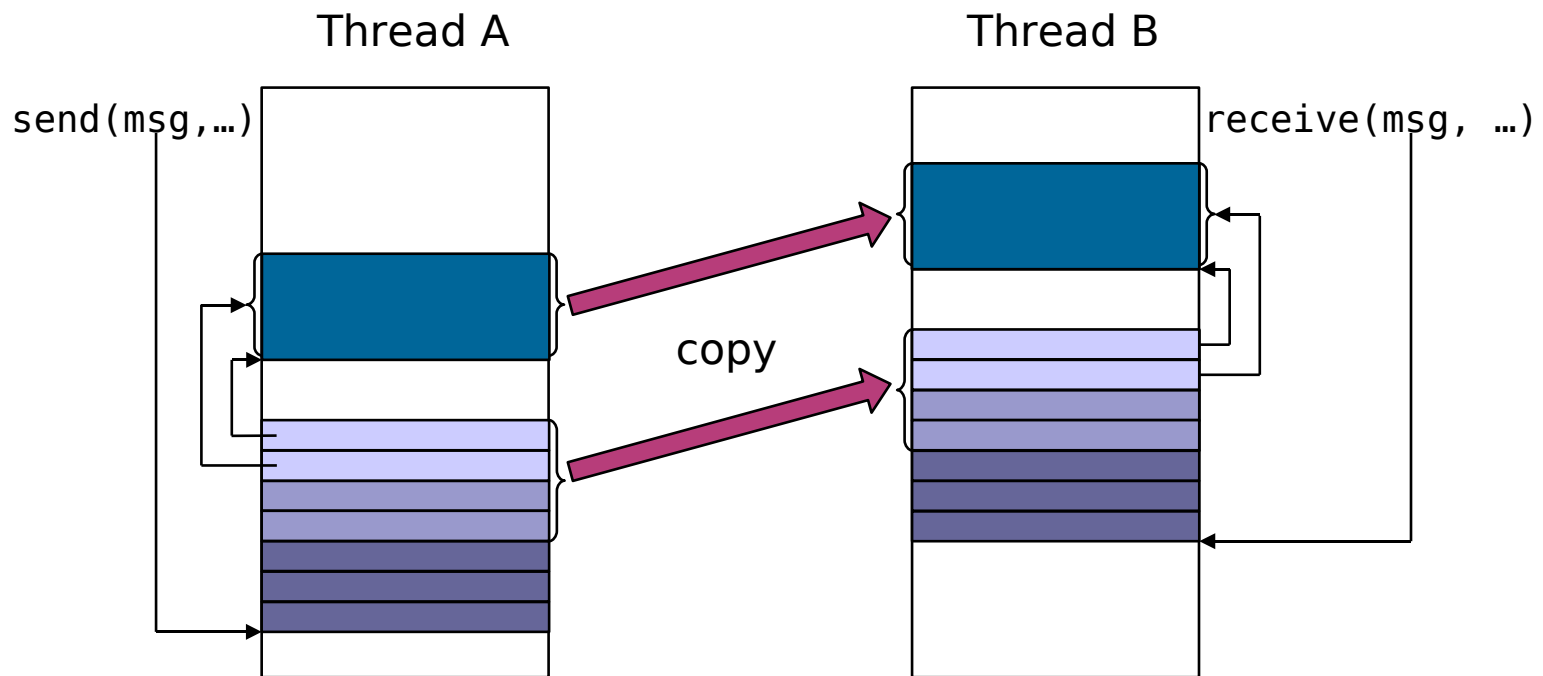 Thread A
Thread B
send(msg,…)
receive(msg, …)
copy